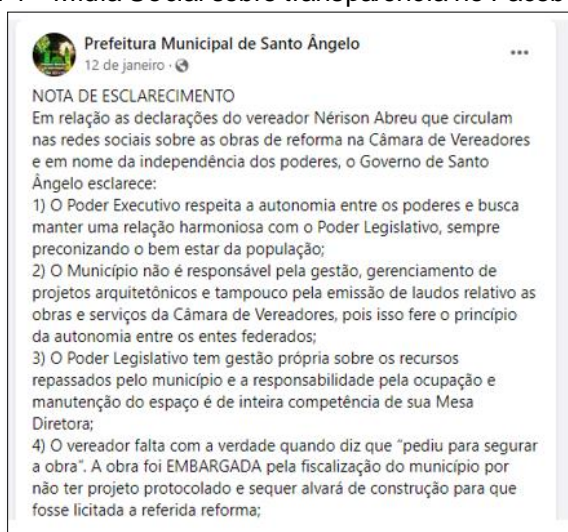 Mídia Social sobre transparência no Faceb
Prefeitura Municipal de Santo Ângelo
12 de janeiro ·
NOTA DE ESCLARECIMENTO
Em relação as declarações do vereador Nérison Abreu que circulam
nas redes sociais sobre as obras de reforma na Câmara de Vereadores
e em nome da independência dos poderes, o Governo de Santo
Ângelo esclarece:
1) O Poder Executivo respeita a autonomia entre os poderes e busca
manter uma relação harmoniosa com o Poder Legislativo, sempre
preconizando o bem estar da população;
2) O Município não é responsável pela gestão, gerenciamento de
projetos arquitetônicos e tampouco pela emissão de laudos relativo as
obras e serviços da Câmara de Vereadores, pois isso fere o princípio
da autonomia entre os entes federados;
3) O Poder Legislativo tem gestão própria sobre os recursos
repassados pelo município e a responsabilidade pela ocupação e
manutenção do espaço é de inteira competência de sua Mesa
Diretora;
4) O vereador falta com a verdade quando diz que "pediu para segurar
a obra". A obra foi EMBARGADA pela fiscalização do município por
não ter projeto protocolado e sequer alvará de construção para que
fosse licitada a referida reforma;